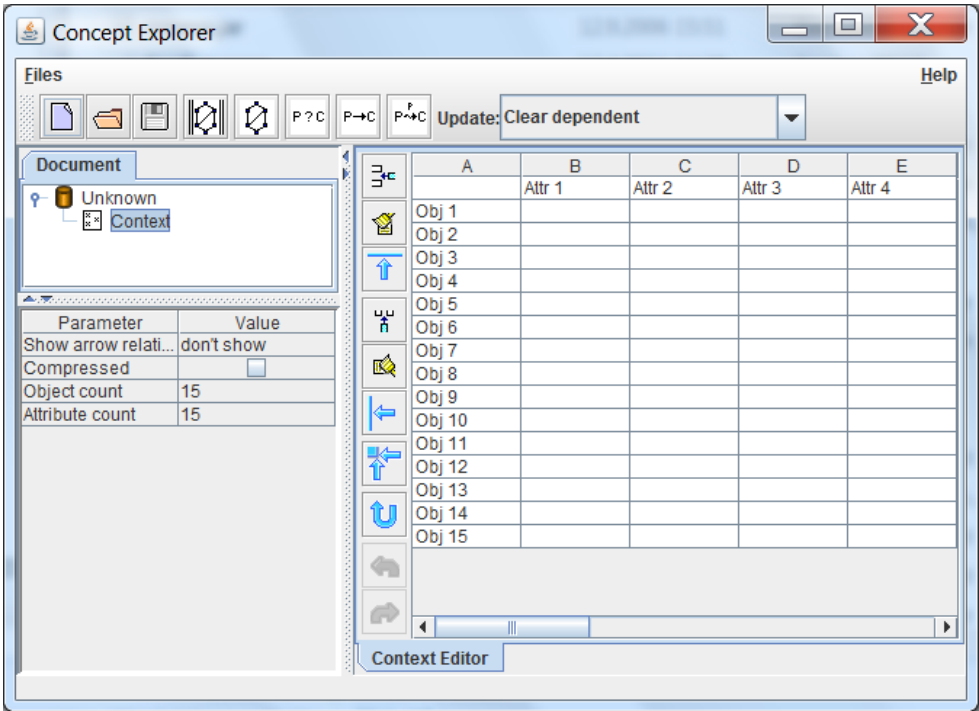 Concept Explorer
Files Help
P?C P→C Update: Clear dependent
Document
Unknown
Context
Parameter Value
Show arrow relati... don't show
Compressed
Object count 15
Attribute count 15
A B C D E
Attr 1 Attr 2 Attr 3 Attr 4
Obj 1
Obj 2
Obj 3
Obj 4
Obj 5
Obj 6
Obj 7
Obj 8
Obj 9
Obj 10
Obj 11
Obj 12
Obj 13
Obj 14
Obj 15
Context Editor